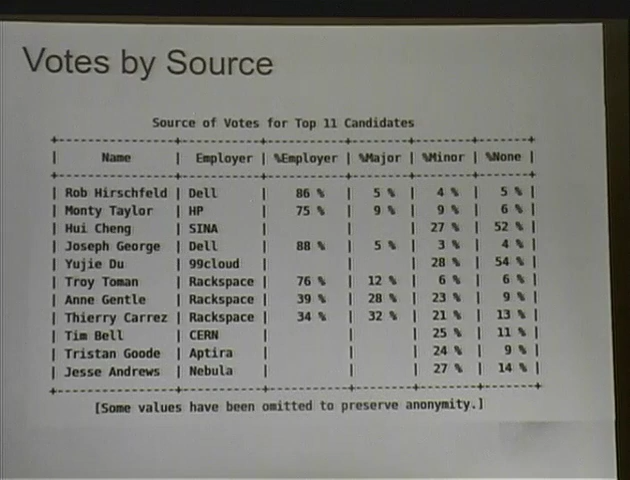 Votes by Source
Source of Votes for Top 11 Candidates
+---------------+-----------+-----------+--------+--------+-------+
| Name | Employer | %Employer | %Major | %Minor | %None |
+---------------+-----------+-----------+--------+--------+-------+
| Rob Hirschfeld | Dell | 86 % | 5 % | 4 % | 5 % |
| Monty Taylor | HP | 75 % | 9 % | 9 % | 6 % |
| Hui Cheng | SINA | | | 27 % | 52 % |
| Joseph George | Dell | 88 % | 5 % | 3 % | 4 % |
| Yujie Du | 99cloud | | | 28 % | 54 % |
| Troy Toman | Rackspace | 76 % | 12 % | 6 % | 6 % |
| Anne Gentle | Rackspace | 39 % | 28 % | 23 % | 9 % |
| Thierry Carrez | Rackspace | 34 % | 32 % | 21 % | 13 % |
| Tim Bell | CERN | | | 25 % | 11 % |
| Tristan Goode | Aptira | | | 24 % | 9 % |
| Jesse Andrews | Nebula | | | 27 % | 14 % |
+---------------+-----------+-----------+--------+--------+-------+
[Some values have been omitted to preserve anonymity.]